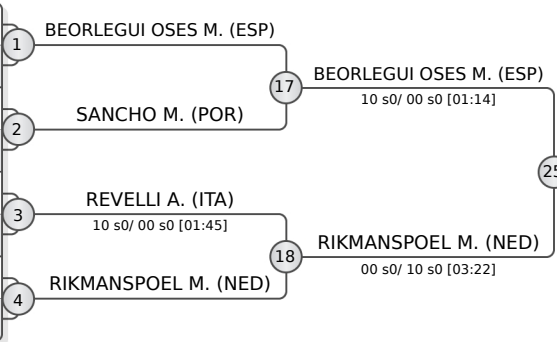 BEORLEGUI OSES M. (ESP)
1
17
BEORLEGUI OSES M. (ESP)
10 s0/ 00 s0 [01:14]
SANCHO M. (POR)
2
25
REVELLI A. (ITA)
3
10 s0/ 00 s0 [01:45]
18
RIKMANSPOEL M. (NED)
00 s0/ 10 s0 [03:22]
RIKMANSPOEL M. (NED)
4